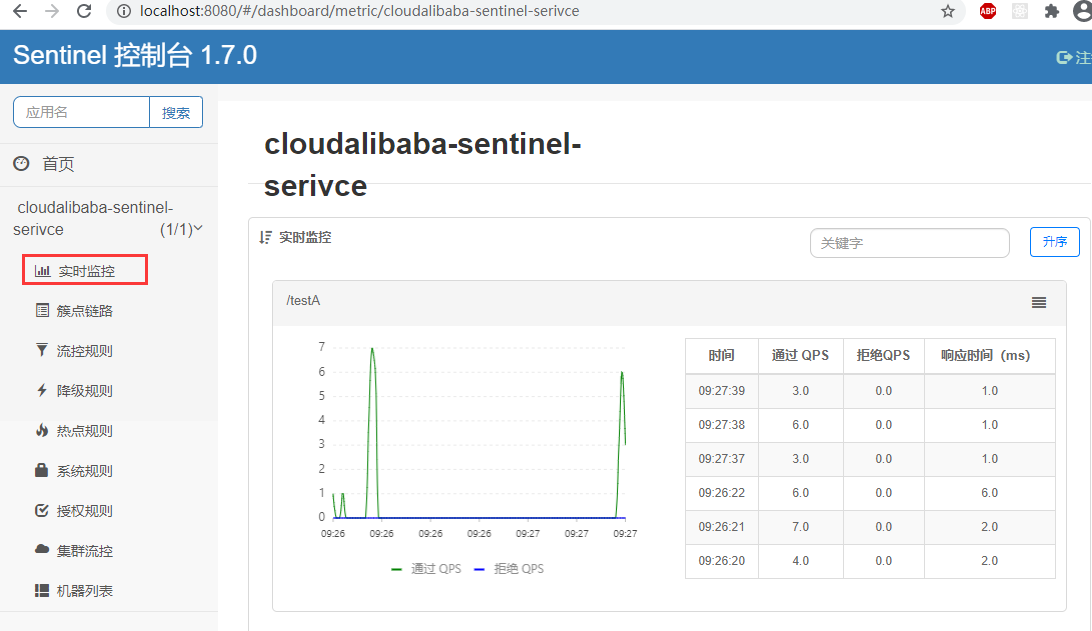 localhost:8080/#/dashboard/metric/cloudalibaba-sentinel-serivce
ABP
Sentinel 控制台 1.7.0
注
应用名 搜索
首页
cloudalibaba-sentinel-
serivce (1/1)
实时监控
簇点链路
流控规则
降级规则
热点规则
系统规则
授权规则
集群流控
机器列表
cloudalibaba-sentinel-
serivce
实时监控 关键字 升序
/testA
7
6
5
4
3
2
1
0
09:26 09:26 09:26 09:26 09:27 09:27 09:27
通过 QPS 拒绝 QPS
时间 通过 QPS 拒绝QPS 响应时间（ms）
09:27:39 3.0 0.0 1.0
09:27:38 6.0 0.0 1.0
09:27:37 3.0 0.0 1.0
09:26:22 6.0 0.0 6.0
09:26:21 7.0 0.0 2.0
09:26:20 4.0 0.0 2.0